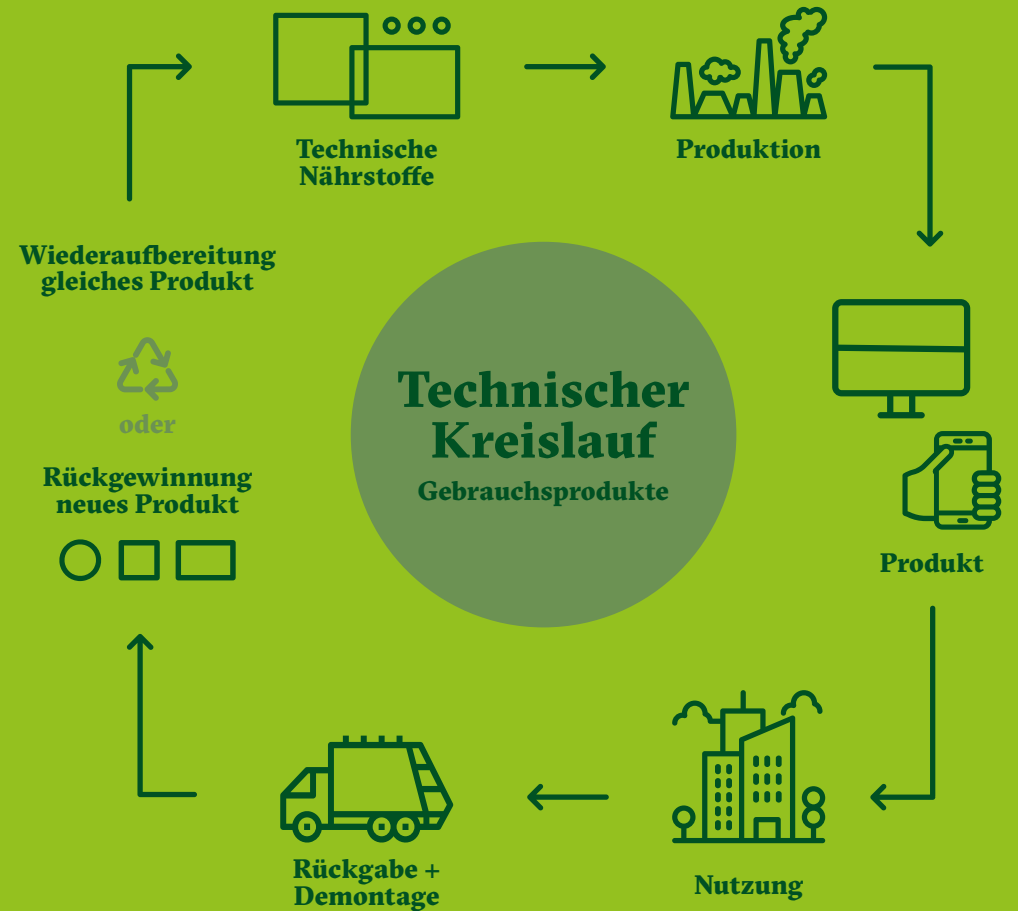 Technische
Nährstoffe
Produktion
Wiederaufbereitung
gleiches Produkt
oder
Rückgewinnung
neues Produkt
Technischer
Kreislauf
Gebrauchsprodukte
Produkt
Rückgabe +
Demontage
Nutzung